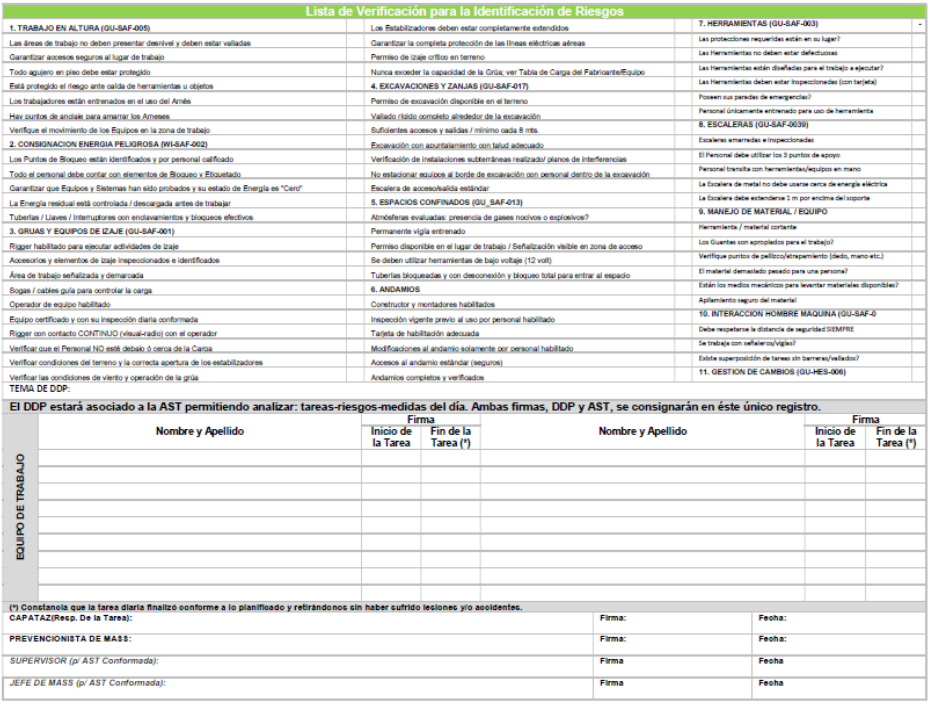 Lista de Verificación para la Identificación de Riesgos
1. TRABAJO EN ALTURA (GU-SAF-005)
Las áreas de trabajo no deben presentar desnivel y deben estar valladas
Garantizar accesos seguros al lugar de trabajo
Todo agujero en piso debe estar protegido
Está protegido el riesgo ante caida de herramientas u objetos
Los trabajadores están entrenados en el uso del Arnés
Hay puntos de anclaje para amarrar los Arneses
Verifique el movimiento de los Equipos en la zona de trabajo
2. CONSIGNACION ENERGIA PELIGROSA (WI-SAF-002)
Los Puntos de Bloqueo están identificados y por personal calificado
Todo el personal debe contar con elementos de Bloqueo y Etiquetado
Garantizar que Equipos y Sistemas han sido probados y su estado de Energía es "Cero"
La Energía residual está controlada / descargada antes de trabajar
Tuberías / Llaves / Interruptores con enclavamientos y bloqueos efectivos
3. GRUAS Y EQUIPOS DE IZAJE (GU-SAF-001)
Rigger habilitado para ejecutar actividades de izaje
Accesorios y elementos de izaje inspeccionados e identificados
Área de trabajo señalizada y demarcada
Sogas / cables guía para controlar la carga
Operador de equipo habilitado
Equipo certificado y con su inspección diaria conformada
Rigger con contacto CONTINUO (visual-radio) con el operador
Verificar que el Personal NO esté debajo ó cerca de la Carga
Verificar condiciones del terreno y la correcta apertura de los estabilizadores
Verificar las condiciones de viento y operación de la grúa
Los Estabilizadores deben estar completamente extendidos
Garantizar la completa protección de las líneas eléctricas aéreas
Permiso de izaje crítico en terreno
Nunca exceder la capacidad de la Grúa; ver Tabla de Carga del Fabricante/Equipo
4. EXCAVACIONES Y ZANJAS (GU-SAF-017)
Permiso de excavación disponible en el terreno
Vallado rígido completo alrededor de la excavación
Suficientes accesos y salidas / mínimo cada 8 mts.
Excavación con apuntalamiento con talud adecuado
Verificación de instalaciones subterráneas realizado/ planos de interferencias
No estacionar equipos al borde de excavación con personal dentro de la excavación
Escalera de acceso/salida estándar
5. ESPACIOS CONFINADOS (GU_SAF-013)
Atmósferas evaluadas: presencia de gases nocivos o explosivos?
Permanente vigía entrenado
Permiso disponible en el lugar de trabajo / Señalización visible en zona de acceso
Se deben utilizar herramientas de bajo voltaje (12 volt)
Tuberías bloqueadas y con desconexión y bloqueo total para entrar al espacio
6. ANDAMIOS
Constructor y montadores habilitados
Inspección vigente previo al uso por personal habilitado
Tarjeta de habilitación adecuada
Modificaciones al andamio solamente por personal habilitado
Accesos al andamio estándar (seguros)
Andamios completos y verificados
7. HERRAMIENTAS (GU-SAF-003)
-
Las protecciones requeridas están en su lugar?
Las Herramientas no deben estar defectuosas
Las Herramientas están diseñadas para el trabajo a ejecutar?
Las Herramientas deben estar Inspeccionadas (con tarjeta)
Poseen sus paradas de emergencias?
Personal únicamente entrenado para uso de herramienta
8. ESCALERAS (GU-SAF-0039)
Escaleras amarradas e Inspeccionadas
El Personal debe utilizar los 3 puntos de apoyo
Personal transita con herramientas/equipos en mano
La Escalera de metal no debe usarse cerca de energía eléctrica
La Escalera debe extenderse 1 m por encima del soporte
9. MANEJO DE MATERIAL / EQUIPO
Herramienta / material cortante
Los Guantes son apropiados para el trabajo?
Verifique puntos de pellizco/atrapamiento (dedo, mano etc.)
El material demasiado pesado para una persona?
Están los medios mecánicos para levantar materiales disponibles?
Apilamiento seguro del material
10. INTERACCION HOMBRE MAQUINA (GU-SAF-0
Debe respetarse la distancia de seguridad SIEMPRE
Se trabaja con señaleros/vigías?
Existe superposición de tareas sin barreras/vallados?
11. GESTION DE CAMBIOS (GU-HES-006)
TEMA DE DDP:
El DDP estará asociado a la AST permitiendo analizar: tareas-riesgos-medidas del día. Ambas firmas, DDP y AST, se consignarán en éste único registro.
EQUIPO DE TRABAJO
Nombre y Apellido
Firma
Inicio de la Tarea
Fin de la Tarea (*)
Nombre y Apellido
Firma
Inicio de la Tarea
Fin de la Tarea (*)
(*) Constancia que la tarea diaria finalizó conforme a lo planificado y retirándonos sin haber sufrido lesiones y/o accidentes.
CAPATAZ(Resp. De la Tarea): Firma: Fecha:
PREVENCIONISTA DE MASS: Firma: Fecha:
SUPERVISOR (p/ AST Conformada): Firma Fecha
JEFE DE MASS (p/ AST Conformada): Firma Fecha